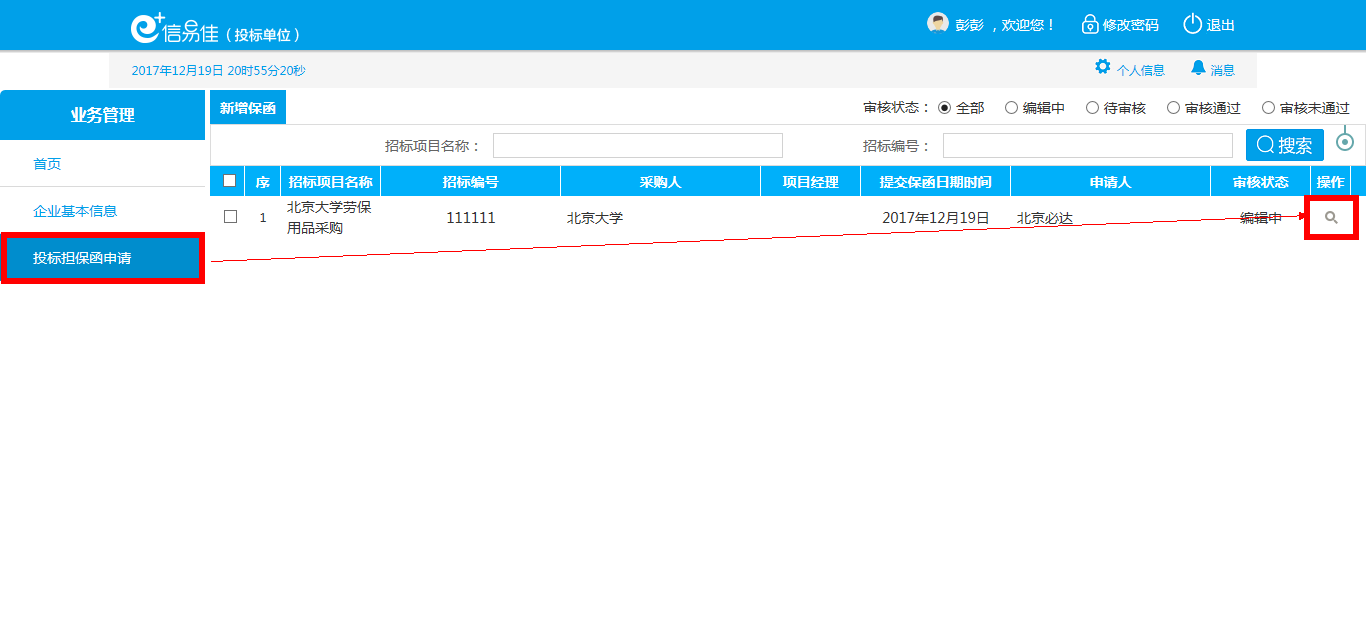 e+信易佳（投标单位）
彭彭 ，欢迎您！ 修改密码 退出
2017年12月19日 20时55分20秒 个人信息 消息
业务管理
首页
企业基本信息
投标担保函申请
新增保函 审核状态： 全部 编辑中 待审核 审核通过 审核未通过
招标项目名称： 招标编号： 搜索
序 招标项目名称 招标编号 采购人 项目经理 提交保函日期时间 申请人 审核状态 操作
1 北京大学劳保用品采购 111111 北京大学 2017年12月19日 北京必达 编辑中